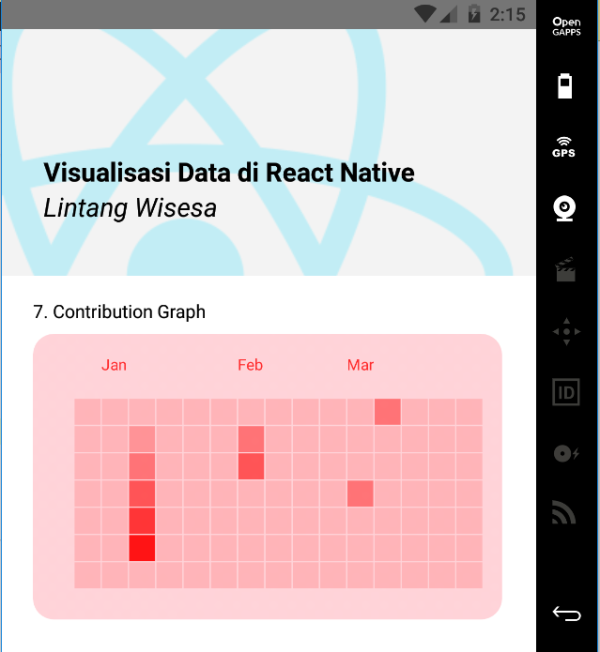 2:15
Open
GAPPS
GPS
Visualisasi Data di React Native
Lintang Wisesa
ID
7. Contribution Graph
Jan Feb Mar